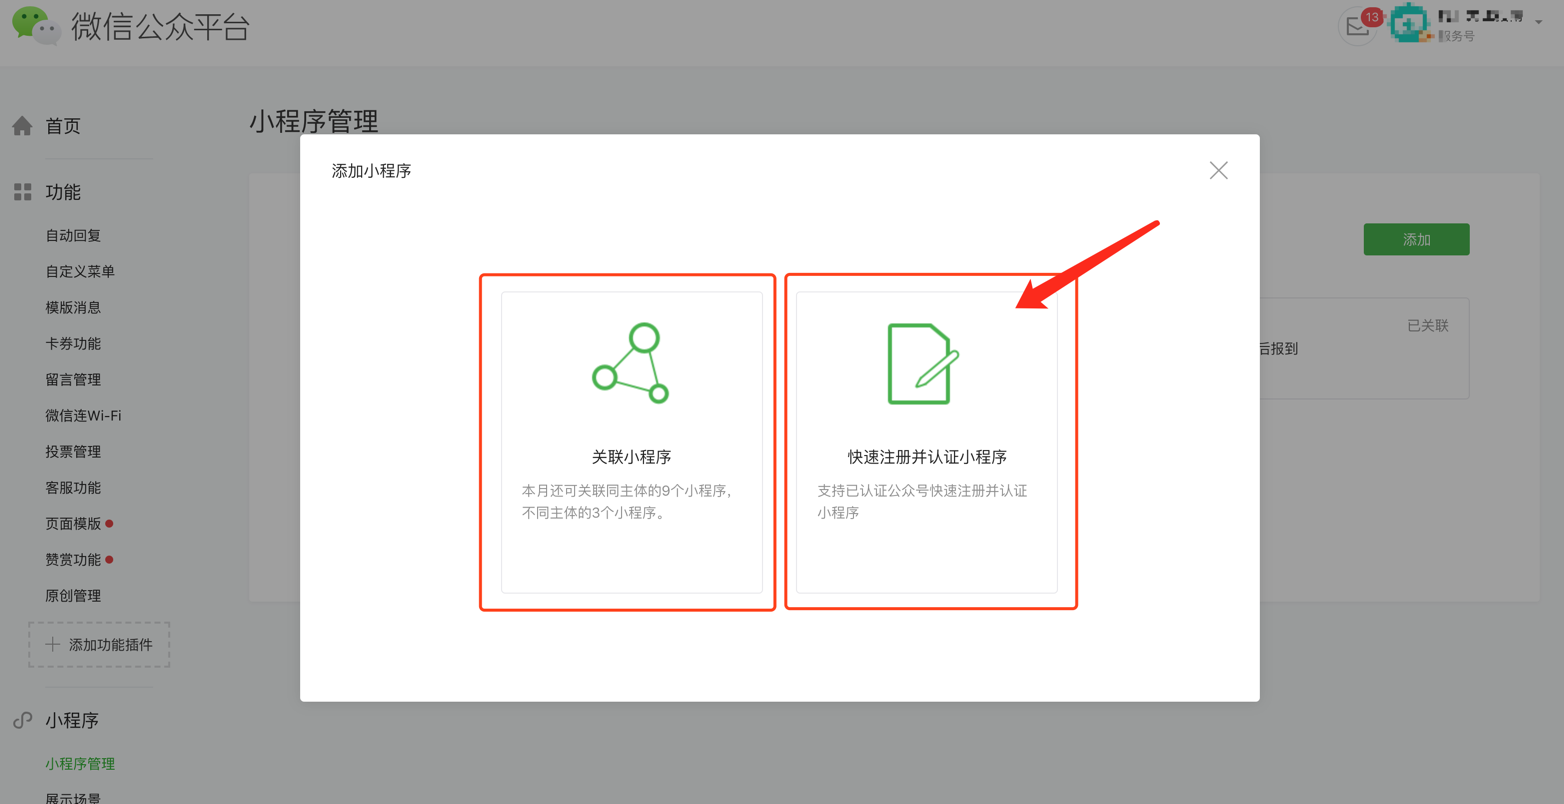 微信公众平台
13
服务号
首页
小程序管理
添加小程序
功能
自动回复
添加
自定义菜单
模版消息
已关联
卡券功能
后报到
留言管理
微信连Wi-Fi
投票管理
关联小程序
快速注册并认证小程序
客服功能
本月还可关联同主体的9个小程序，
不同主体的3个小程序。
支持已认证公众号快速注册并认证
小程序
页面模版
赞赏功能
原创管理
添加功能插件
小程序
小程序管理
展示场景